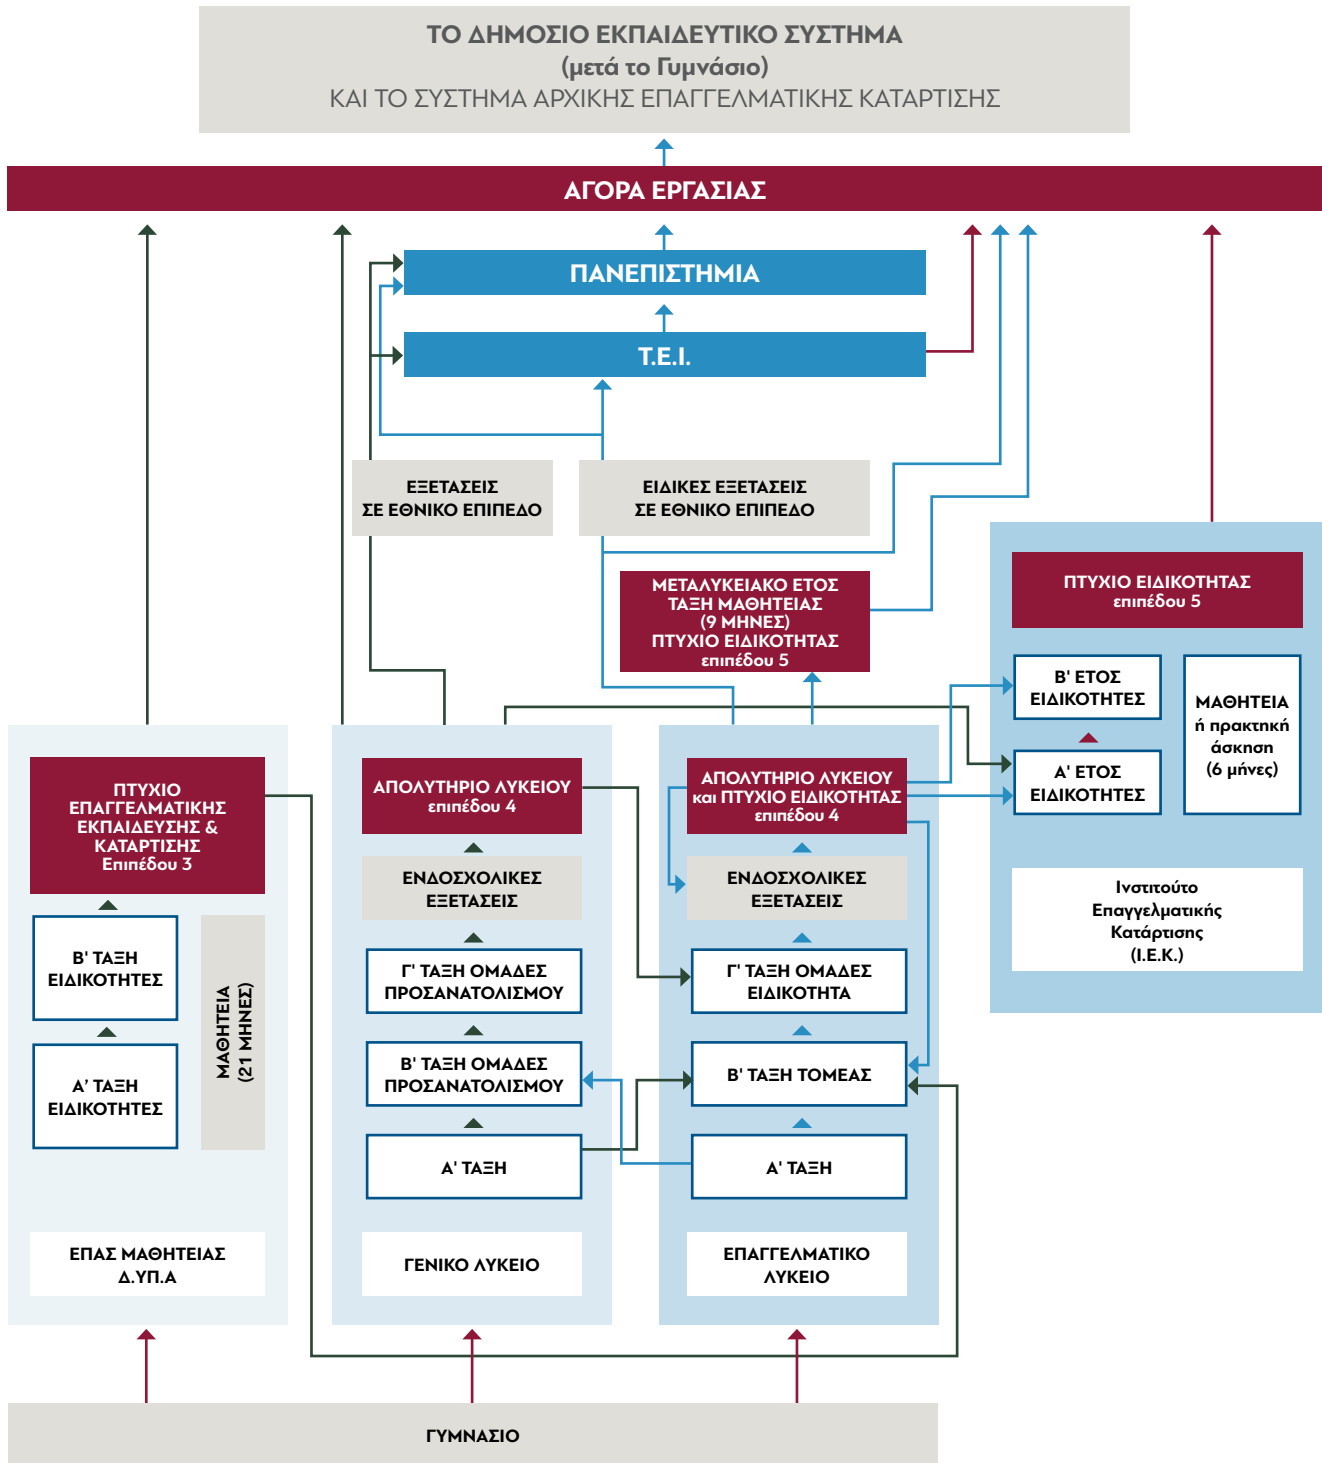 ΤΟ ΔΗΜΟΣΙΟ ΕΚΠΑΙΔΕΥΤΙΚΟ ΣΥΣΤΗΜΑ
(μετά το Γυμνάσιο)
ΚΑΙ ΤΟ ΣΥΣΤΗΜΑ ΑΡΧΙΚΗΣ ΕΠΑΓΓΕΛΜΑΤΙΚΗΣ ΚΑΤΑΡΤΙΣΗΣ
ΑΓΟΡΑ ΕΡΓΑΣΙΑΣ
ΠΑΝΕΠΙΣΤΗΜΙΑ
Τ.Ε.Ι.
ΕΞΕΤΑΣΕΙΣ
ΣΕ ΕΘΝΙΚΟ ΕΠΙΠΕΔΟ
ΕΙΔΙΚΕΣ ΕΞΕΤΑΣΕΙΣ
ΣΕ ΕΘΝΙΚΟ ΕΠΙΠΕΔΟ
ΜΕΤΑΛΥΚΕΙΑΚΟ ΕΤΟΣ
ΤΑΞΗ ΜΑΘΗΤΕΙΑΣ
(9 ΜΗΝΕΣ)
ΠΤΥΧΙΟ ΕΙΔΙΚΟΤΗΤΑΣ
επιπέδου 5
ΠΤΥΧΙΟ ΕΙΔΙΚΟΤΗΤΑΣ
επιπέδου 5
Β' ΕΤΟΣ
ΕΙΔΙΚΟΤΗΤΕΣ
Α' ΕΤΟΣ
ΕΙΔΙΚΟΤΗΤΕΣ
ΜΑΘΗΤΕΙΑ
ή πρακτική
άσκηση
(6 μήνες)
Ινστιτούτο
Επαγγελματικής
Κατάρτισης
(Ι.Ε.Κ.)
ΠΤΥΧΙΟ
ΕΠΑΓΓΕΛΜΑΤΙΚΗΣ
ΕΚΠΑΙΔΕΥΣΗΣ &
ΚΑΤΑΡΤΙΣΗΣ
Επιπέδου 3
Β' ΤΑΞΗ
ΕΙΔΙΚΟΤΗΤΕΣ
Α’ ΤΑΞΗ
ΕΙΔΙΚΟΤΗΤΕΣ
ΜΑΘΗΤΕΙΑ
(21 ΜΗΝΕΣ)
ΕΠΑΣ ΜΑΘΗΤΕΙΑΣ
Δ.ΥΠ.Α
ΑΠΟΛΥΤΗΡΙΟ ΛΥΚΕΙΟΥ
επιπέδου 4
ΕΝΔΟΣΧΟΛΙΚΕΣ
ΕΞΕΤΑΣΕΙΣ
Γ' ΤΑΞΗ ΟΜΑΔΕΣ
ΠΡΟΣΑΝΑΤΟΛΙΣΜΟΥ
Β' ΤΑΞΗ ΟΜΑΔΕΣ
ΠΡΟΣΑΝΑΤΟΛΙΣΜΟΥ
Α' ΤΑΞΗ
ΓΕΝΙΚΟ ΛΥΚΕΙΟ
ΑΠΟΛΥΤΗΡΙΟ ΛΥΚΕΙΟΥ
και ΠΤΥΧΙΟ ΕΙΔΙΚΟΤΗΤΑΣ
επιπέδου 4
ΕΝΔΟΣΧΟΛΙΚΕΣ
ΕΞΕΤΑΣΕΙΣ
Γ' ΤΑΞΗ ΟΜΑΔΕΣ
ΕΙΔΙΚΟΤΗΤΑ
Β' ΤΑΞΗ ΤΟΜΕΑΣ
Α' ΤΑΞΗ
ΕΠΑΓΓΕΛΜΑΤΙΚΟ
ΛΥΚΕΙΟ
ΓΥΜΝΑΣΙΟ